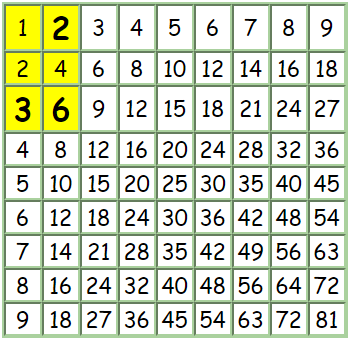 1 2 3 4 5 6 7 8 9
2 4 6 8 10 12 14 16 18
3 6 9 12 15 18 21 24 27
4 8 12 16 20 24 28 32 36
5 10 15 20 25 30 35 40 45
6 12 18 24 30 36 42 48 54
7 14 21 28 35 42 49 56 63
8 16 24 32 40 48 56 64 72
9 18 27 36 45 54 63 72 81